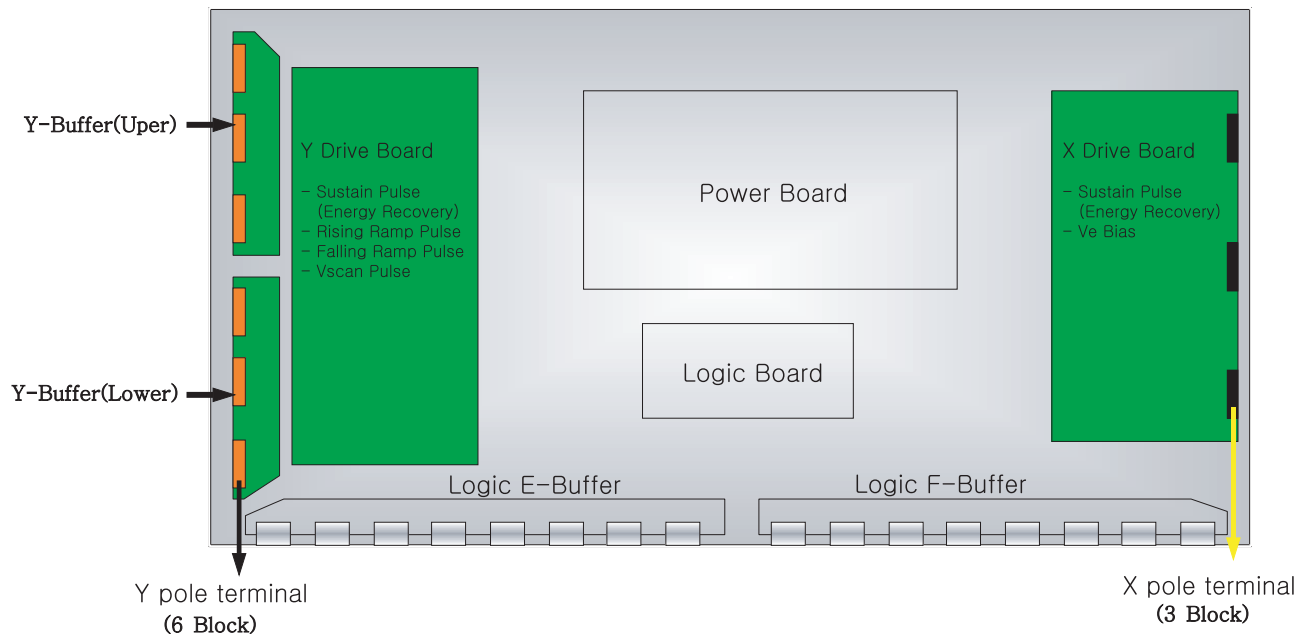 Y-Buffer(Uper)
Y Drive Board
- Sustain Pulse
(Energy Recovery)
- Rising Ramp Pulse
- Falling Ramp Pulse
- Vscan Pulse
Power Board
X Drive Board
- Sustain Pulse
(Energy Recovery)
- Ve Bias
Logic Board
Y-Buffer(Lower)
Logic E-Buffer
Logic F-Buffer
Y pole terminal
(6 Block)
X pole terminal
(3 Block)